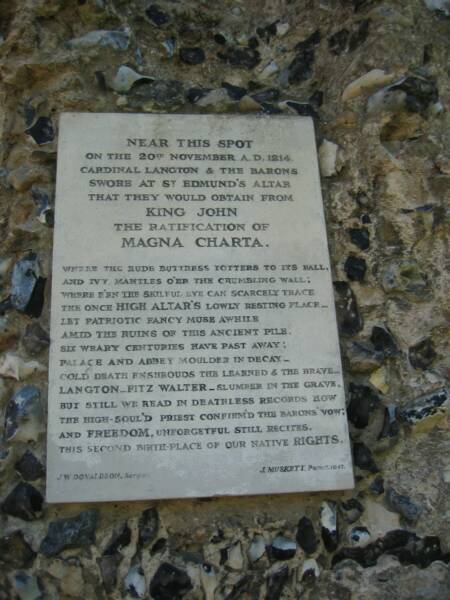 NEAR THIS SPOT
ON THE 20TH NOVEMBER A.D. 1214.
CARDINAL LANGTON & THE BARONS
SWORE AT ST EDMUND'S ALTAR
THAT THEY WOULD OBTAIN FROM
KING JOHN
THE RATIFICATION OF
MAGNA CHARTA.
WHERE THE RUDE BUTTRESS TOTTERS TO ITS FALL,
AND IVY MANTLES O'ER THE CRUMBLING WALL;
WHERE E'EN THE SKILFUL EYE CAN SCARCELY TRACE
THE ONCE HIGH ALTAR'S LOWLY RESTING PLACE—
LET PATRIOTIC FANCY MUSE AWHILE
AMID THE RUINS OF THIS ANCIENT PILE.
SIX WEARY CENTURIES HAVE PAST AWAY;
PALACE AND ABBEY MOULDER IN DECAY—
COLD DEATH ENSHROUDS THE LEARNED & THE BRAVE—
LANGTON—FITZ WALTER—SLUMBER IN THE GRAVE,
BUT STILL WE READ IN DEATHLESS RECORDS HOW
THE HIGH-SOUL'D PRIEST CONFIRM'D THE BARONS' VOW;
AND FREEDOM, UNFORGETFUL STILL RECITES,
THIS SECOND BIRTH-PLACE OF OUR NATIVE RIGHTS.
J.W. DONALDSON, J. MUSKETT, 1847.